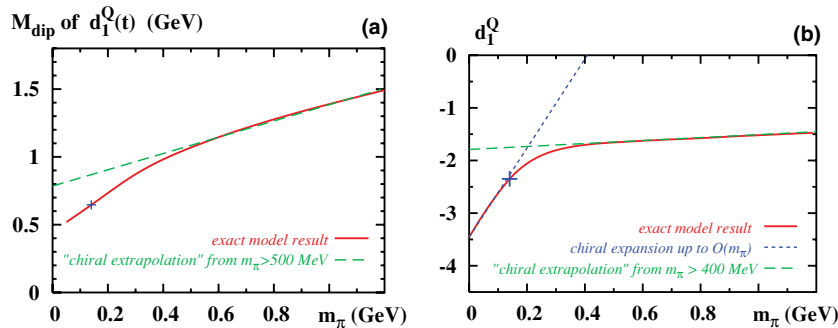 M_dip of d_1^Q(t) (GeV) (a)
1.5
1
0.5
0
0 0.2 0.4 0.6 0.8 1 m_π (GeV)
exact model result
"chiral extrapolation" from m_π>500 MeV
d_1^Q (b)
0
-1
-2
-3
-4
0 0.2 0.4 0.6 0.8 m_π (GeV)
exact model result
chiral expansion up to O(m_π)
"chiral extrapolation" from m_π > 400 MeV